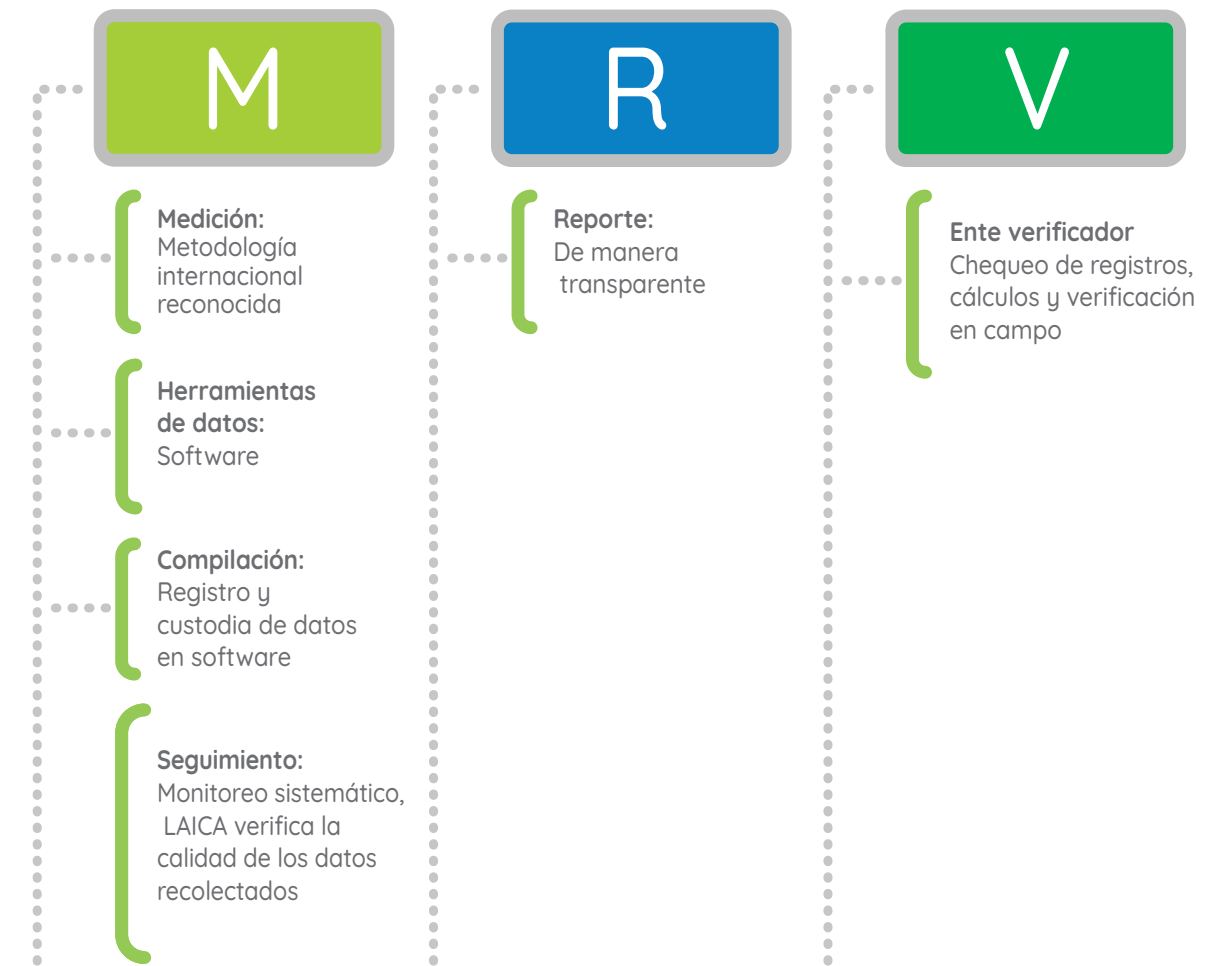 M
Medición:
Metodología
internacional
reconocida
Herramientas
de datos:
Software
Compilación:
Registro y
custodia de datos
en software
Seguimiento:
Monitoreo sistemático,
LAICA verifica la
calidad de los datos
recolectados
R
Reporte:
De manera
transparente
V
Ente verificador
Chequeo de registros,
cálculos y verificación
en campo